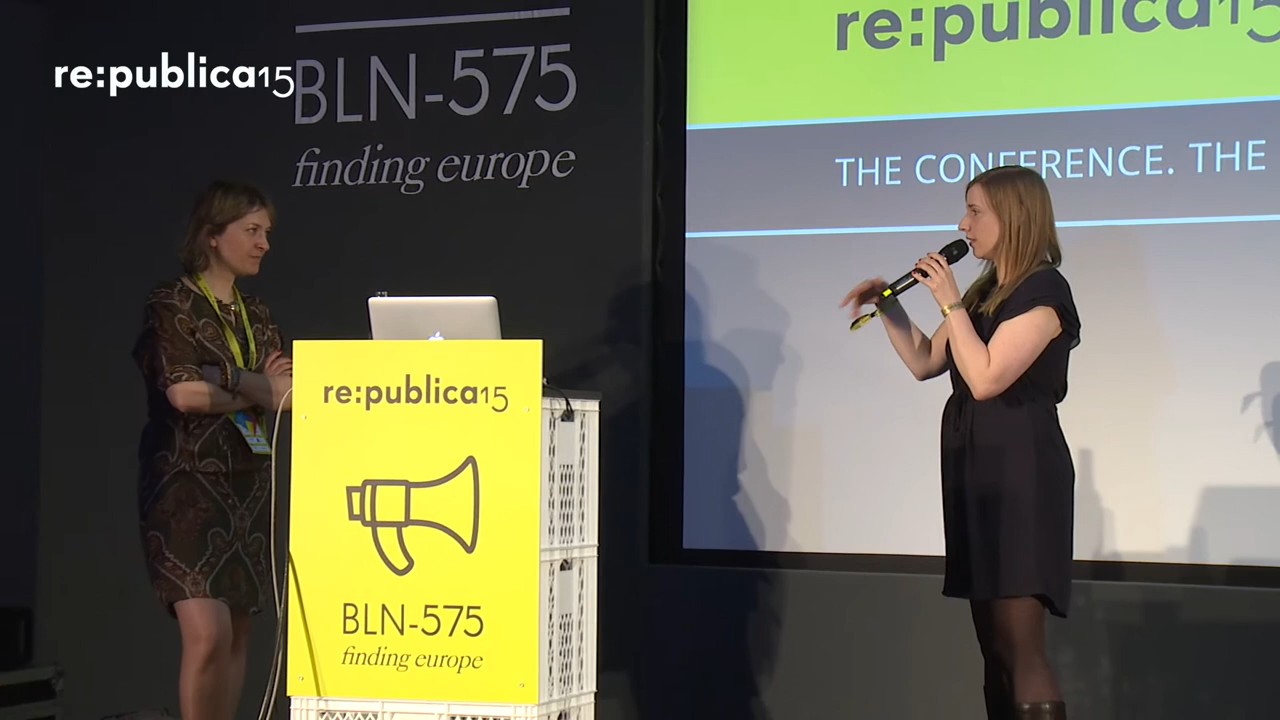 re:publica15
BLN-575
finding europe
re:publica15
THE CONFERENCE. THE
re:publica15
BLN-575
finding europe